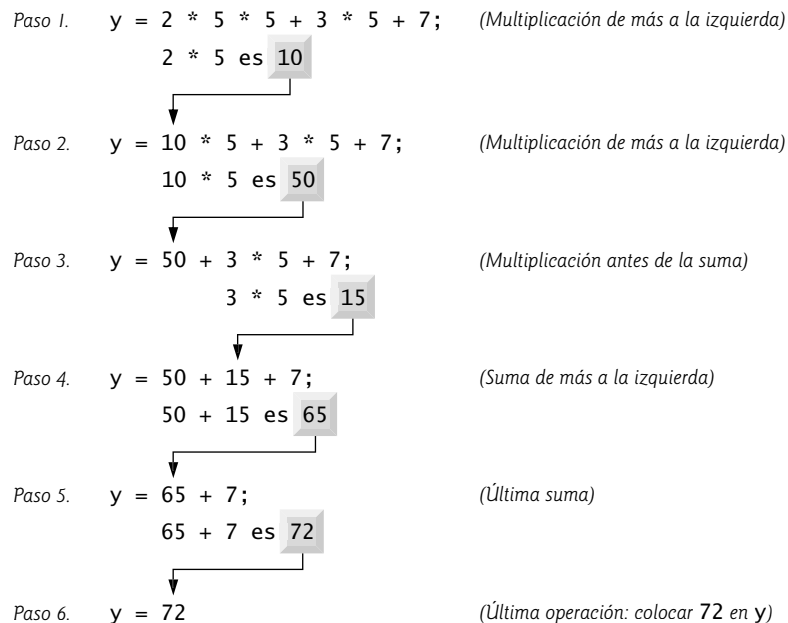 Paso 1. y = 2 * 5 * 5 + 3 * 5 + 7; (Multiplicación de más a la izquierda)
2 * 5 es 10
Paso 2. y = 10 * 5 + 3 * 5 + 7; (Multiplicación de más a la izquierda)
10 * 5 es 50
Paso 3. y = 50 + 3 * 5 + 7; (Multiplicación antes de la suma)
3 * 5 es 15
Paso 4. y = 50 + 15 + 7; (Suma de más a la izquierda)
50 + 15 es 65
Paso 5. y = 65 + 7; (Última suma)
65 + 7 es 72
Paso 6. y = 72 (Última operación: colocar 72 en y)